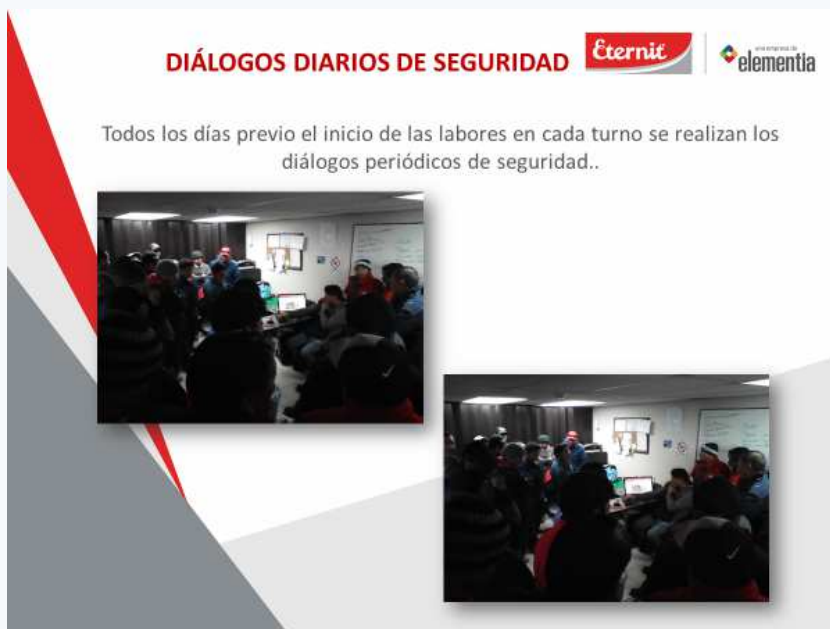 DIÁLOGOS DIARIOS DE SEGURIDAD
Éternit
una empresa de
elementia
Todos los días previo el inicio de las labores en cada turno se realizan los
diálogos periódicos de seguridad..